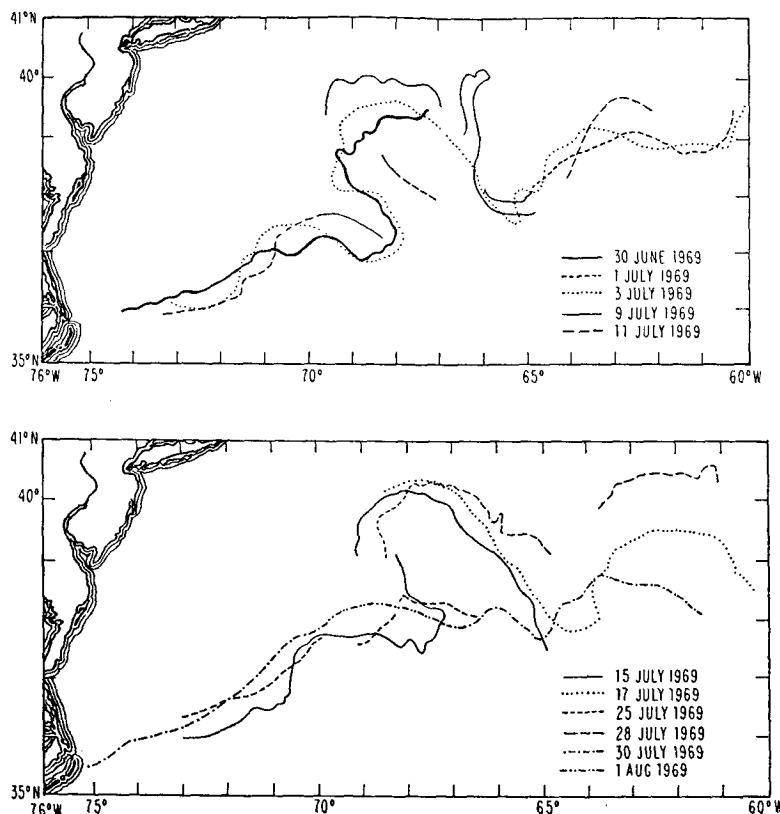 41°N
40°
35°N
76°W 75° 70° 65° 60°W
30 JUNE 1969
1 JULY 1969
3 JULY 1969
9 JULY 1969
11 JULY 1969
41°N
40°
35°N
76°W 75° 70° 65° 60°W
15 JULY 1969
17 JULY 1969
25 JULY 1969
28 JULY 1969
30 JULY 1969
1 AUG 1969